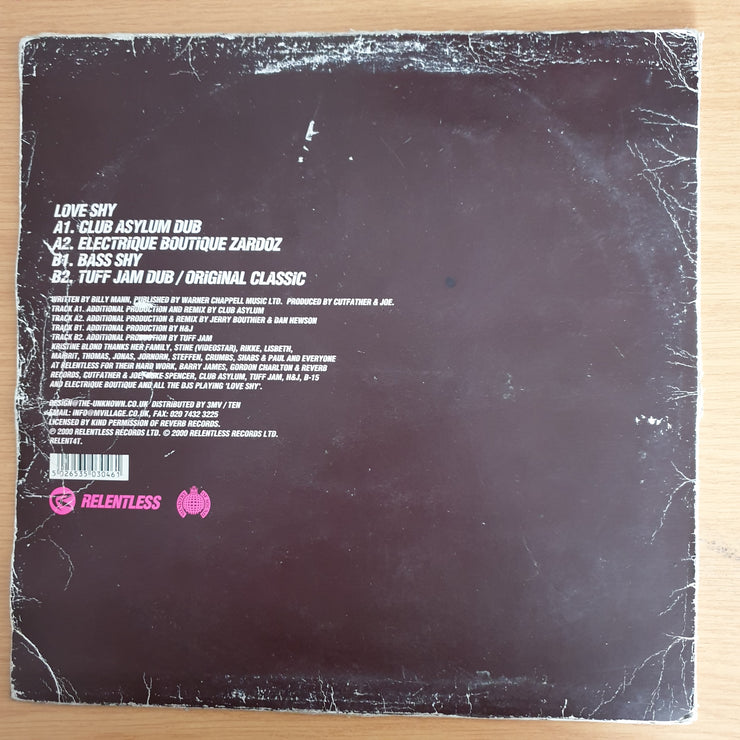 LOVE SHY
A1. CLUB ASYLUM DUB
A2. ELECTRIQUE BOUTIQUE ZARDOZ
B1. BASS SHY
B2. TUFF JAM DUB / ORiGiNAL CLASSiC
WRITTEN BY BILLY MANN, PUBLISHED BY WARNER CHAPPELL MUSIC LTD. PRODUCED BY CUTFATHER & JOE.
TRACK A1. ADDITIONAL PRODUCTION AND REMIX BY CLUB ASYLUM
TRACK A2. ADDITIONAL PRODUCTION & REMIX BY JERRY BOUTHIER & DAN HEWSON
TRACK B1. ADDITIONAL PRODUCTION BY H&J
TRACK B2. ADDITIONAL PRODUCTION BY TUFF JAM
KRISTINE BLOND THANKS HER FAMILY, STINE (VIDEOSTAR), RIKKE, LISBETH,
MARRIT, THOMAS, JONAS, JORNORN, STEFFEN, CRUMBS, SHABS & PAUL AND EVERYONE
AT RELENTLESS FOR THEIR HARD WORK, BARRY JAMES, GORDON CHARLTON & REVERB
RECORDS, CUTFATHER & JOE, SPENCER, CLUB ASYLUM, TUFF JAM, H&J, B-15
AND ELECTRIQUE BOUTIQUE AND ALL THE DJS PLAYING 'LOVE SHY'.
DESIGN@THE-UNKNOWN.CO.UK DISTRIBUTED BY 3MV / TEN
EMAIL: INFO@MVILLAGE.CO.UK, FAX: 020 7432 3225
LICENSED BY KIND PERMISSION OF REVERB RECORDS.
℗ 2000 RELENTLESS RECORDS LTD. © 2000 RELENTLESS RECORDS LTD.
RELENT4T.
5 026535 030461
RELENTLESS